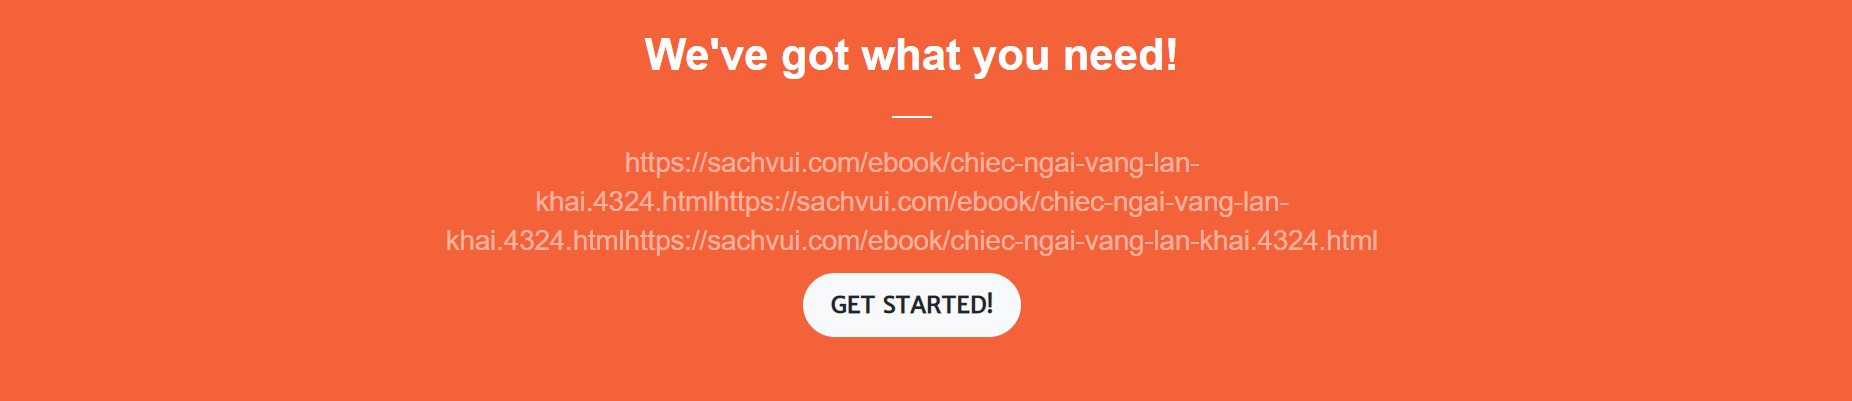 We've got what you need!
https://sachvui.com/ebook/chiec-ngai-vang-lan-
khai.4324.htmlhttps://sachvui.com/ebook/chiec-ngai-vang-lan-
khai.4324.htmlhttps://sachvui.com/ebook/chiec-ngai-vang-lan-khai.4324.html
GET STARTED!